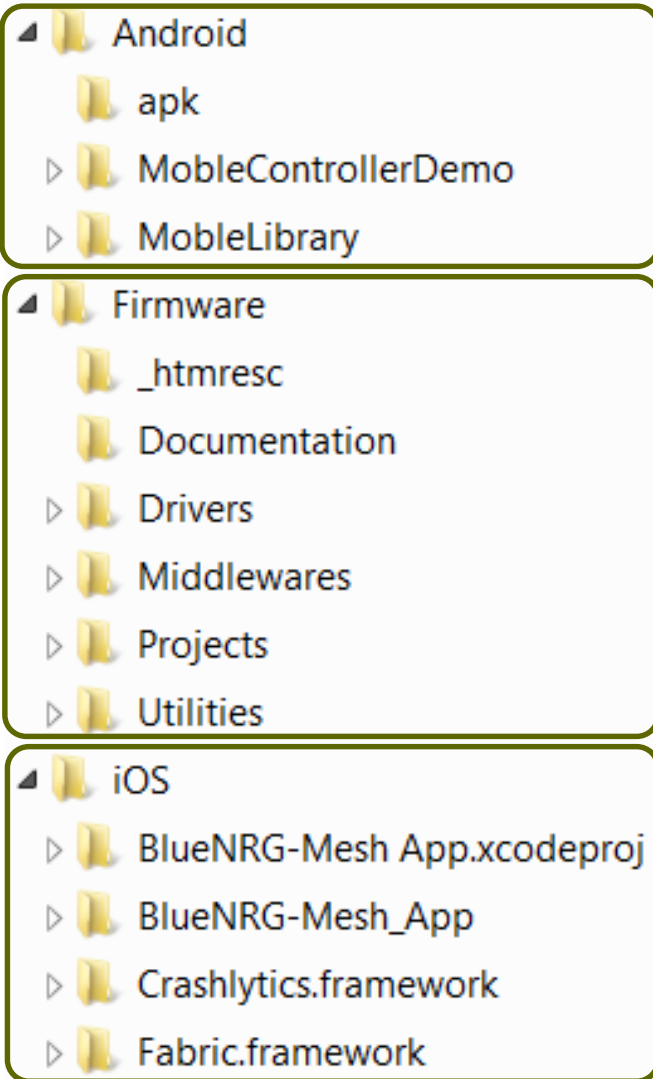 Android
apk
MobleControllerDemo
MobleLibrary
Firmware
_htmresc
Documentation
Drivers
Middlewares
Projects
Utilities
iOS
BlueNRG-Mesh App.xcodeproj
BlueNRG-Mesh_App
Crashlytics.framework
Fabric.framework